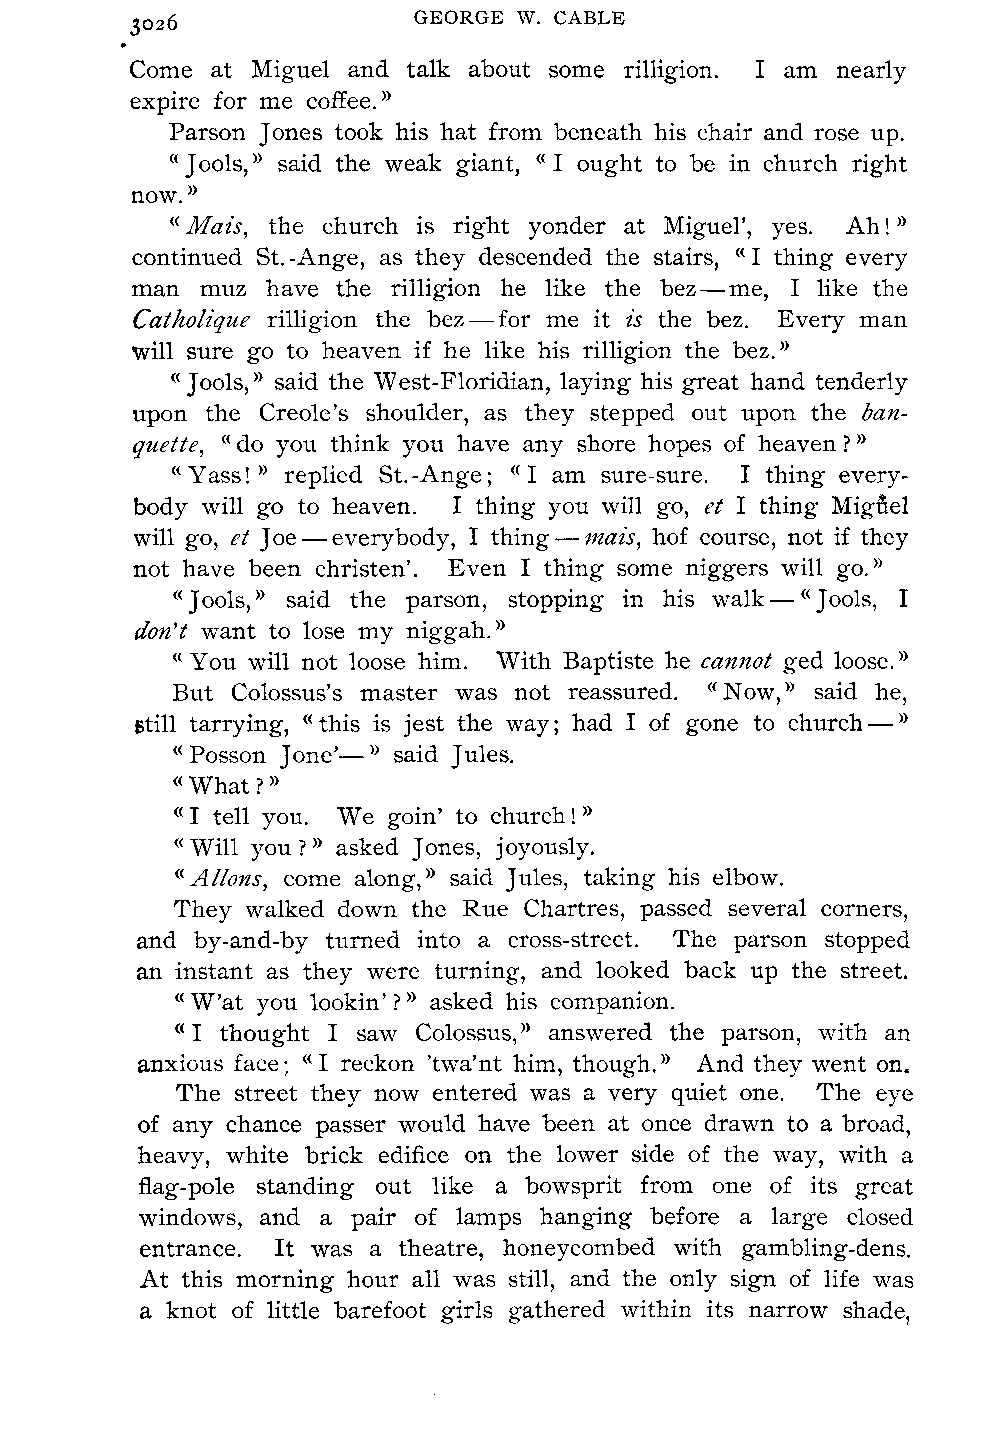 3026
GEORGE W. CABLE
Come at Miguel and talk about some rilligion. I am nearly
expire for me coffee."
Parson Jones took his hat from beneath his chair and rose up.
"Jools," said the weak giant, "I ought to be in church right
now."
"Mais, the church is right yonder at Miguel', yes. Ah!"
continued St.-Ange, as they descended the stairs, "I thing every
man muz have the rilligion he like the bez—me, I like the
Catholique rilligion the bez—for me it is the bez. Every man
will sure go to heaven if he like his rilligion the bez."
"Jools," said the West-Floridian, laying his great hand tenderly
upon the Creole's shoulder, as they stepped out upon the ban-
quette, "do you think you have any shore hopes of heaven?"
"Yass!" replied St.-Ange; "I am sure-sure. I thing every-
body will go to heaven. I thing you will go, et I thing Miguel
will go, et Joe—everybody, I thing—mais, hof course, not if they
not have been christen'. Even I thing some niggers will go."
"Jools," said the parson, stopping in his walk—"Jools, I
don't want to lose my niggah."
"You will not loose him. With Baptiste he cannot ged loose."
But Colossus's master was not reassured. "Now," said he,
still tarrying, "this is jest the way; had I of gone to church—"
"Posson Jone'—" said Jules.
"What?"
"I tell you. We goin' to church!"
"Will you?" asked Jones, joyously.
"Allons, come along," said Jules, taking his elbow.
They walked down the Rue Chartres, passed several corners,
and by-and-by turned into a cross-street. The parson stopped
an instant as they were turning, and looked back up the street.
"W'at you lookin'?" asked his companion.
"I thought I saw Colossus," answered the parson, with an
anxious face; "I reckon 'twa'nt him, though." And they went on.
The street they now entered was a very quiet one. The eye
of any chance passer would have been at once drawn to a broad,
heavy, white brick edifice on the lower side of the way, with a
flag-pole standing out like a bowsprit from one of its great
windows, and a pair of lamps hanging before a large closed
entrance. It was a theatre, honeycombed with gambling-dens.
At this morning hour all was still, and the only sign of life was
a knot of little barefoot girls gathered within its narrow shade,